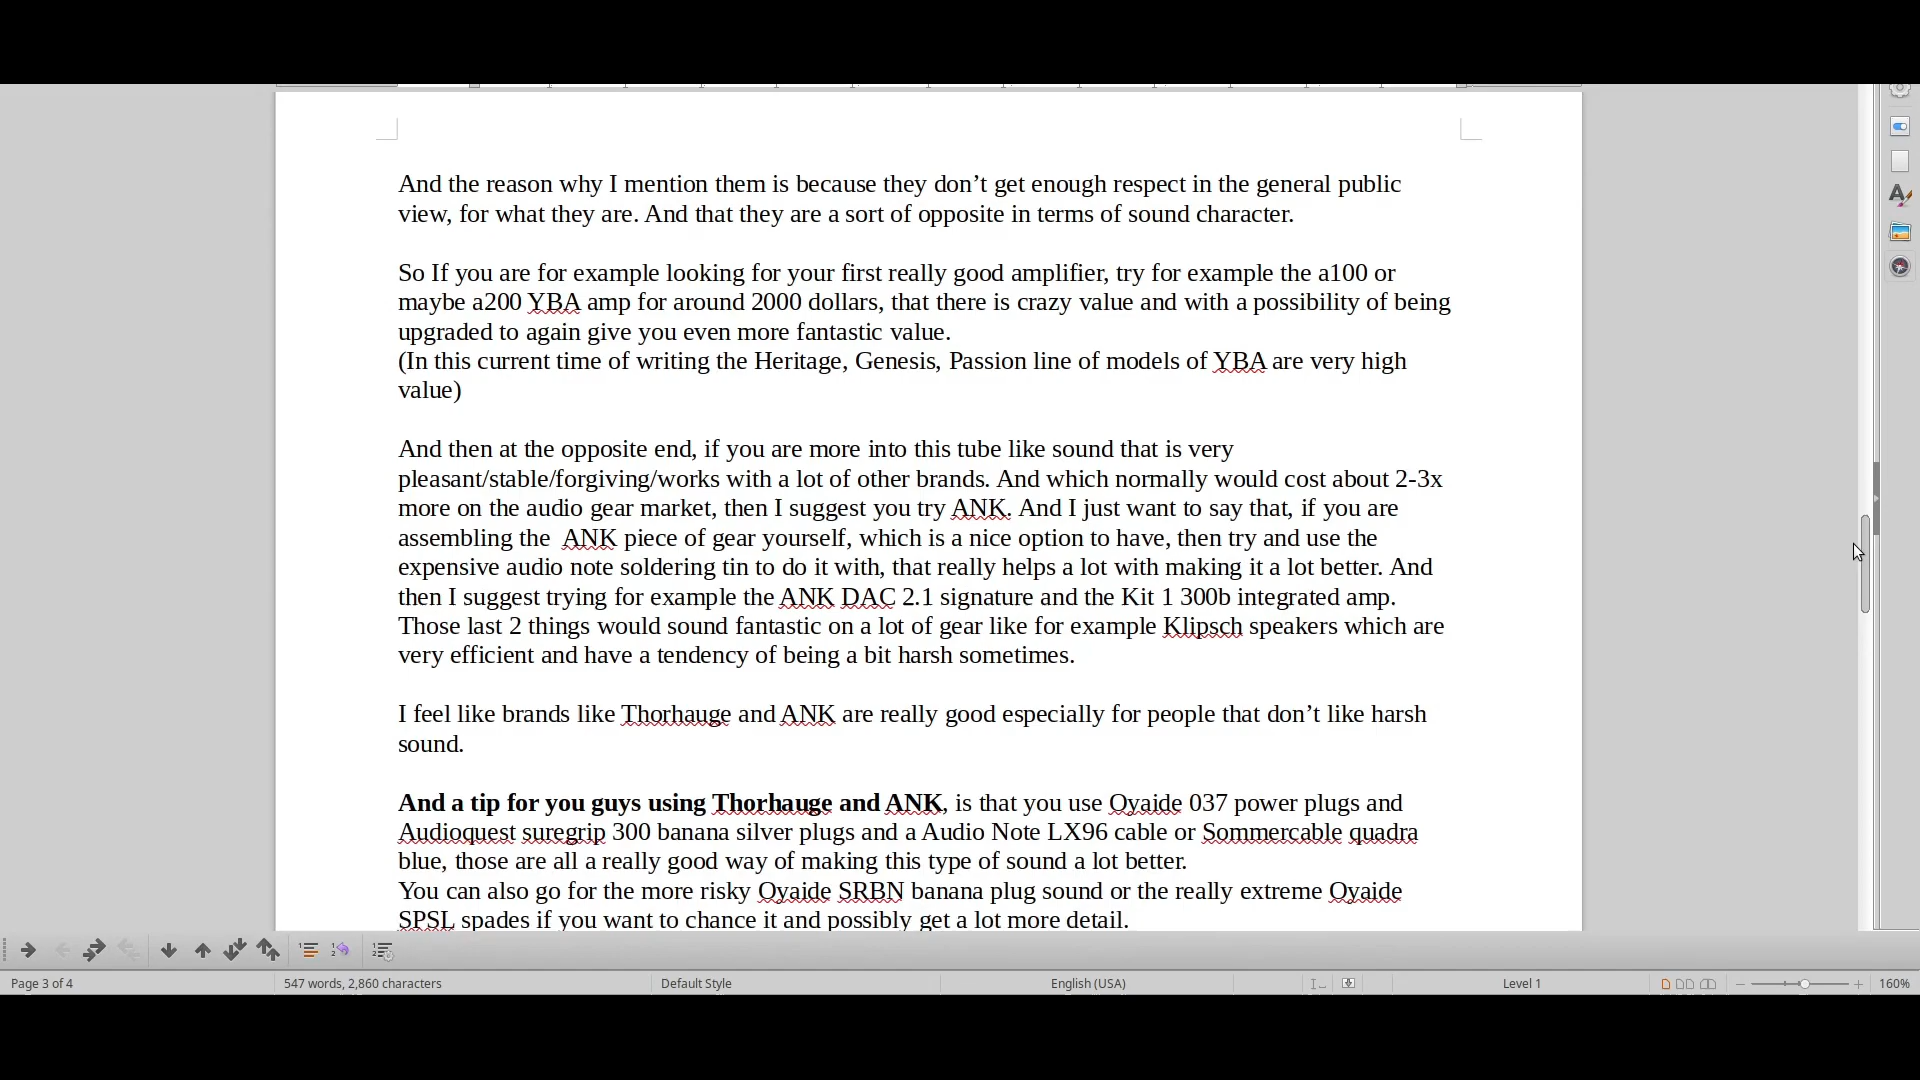 And the reason why I mention them is because they don’t get enough respect in the general public
view, for what they are. And that they are a sort of opposite in terms of sound character.
So If you are for example looking for your first really good amplifier, try for example the a100 or
maybe a200 YBA amp for around 2000 dollars, that there is crazy value and with a possibility of being
upgraded to again give you even more fantastic value.
(In this current time of writing the Heritage, Genesis, Passion line of models of YBA are very high
value)
And then at the opposite end, if you are more into this tube like sound that is very
pleasant/stable/forgiving/works with a lot of other brands. And which normally would cost about 2-3x
more on the audio gear market, then I suggest you try ANK. And I just want to say that, if you are
assembling the  ANK piece of gear yourself, which is a nice option to have, then try and use the
expensive audio note soldering tin to do it with, that really helps a lot with making it a lot better. And
then I suggest trying for example the ANK DAC 2.1 signature and the Kit 1 300b integrated amp.
Those last 2 things would sound fantastic on a lot of gear like for example Klipsch speakers which are
very efficient and have a tendency of being a bit harsh sometimes.
I feel like brands like Thorhauge and ANK are really good especially for people that don’t like harsh
sound.
And a tip for you guys using Thorhauge and ANK, is that you use Oyaide 037 power plugs and
Audioquest suregrip 300 banana silver plugs and a Audio Note LX96 cable or Sommercable quadra
blue, those are all a really good way of making this type of sound a lot better.
You can also go for the more risky Oyaide SRBN banana plug sound or the really extreme Oyaide
SPSL spades if you want to chance it and possibly get a lot more detail.
Page 3 of 4
547 words, 2,860 characters
Default Style
English (USA)
Level 1
160%